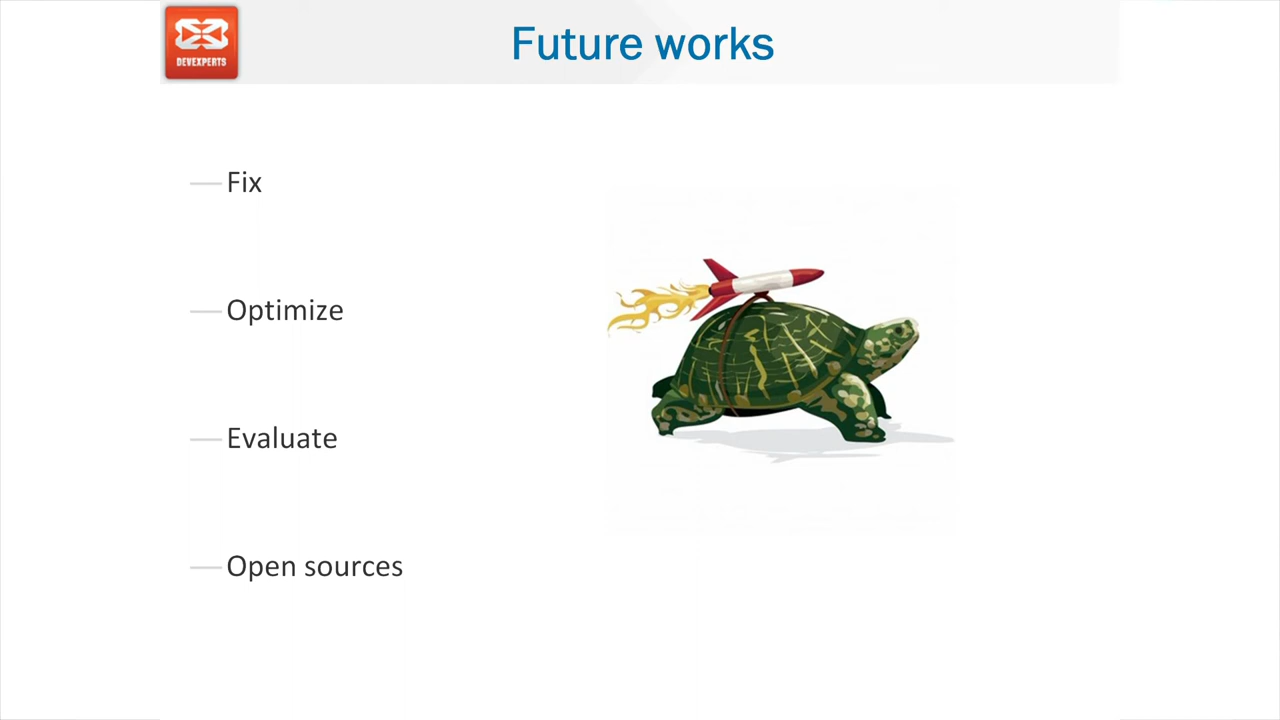 DEVEXPERTS
Future works
Fix
Optimize
Evaluate
Open sources